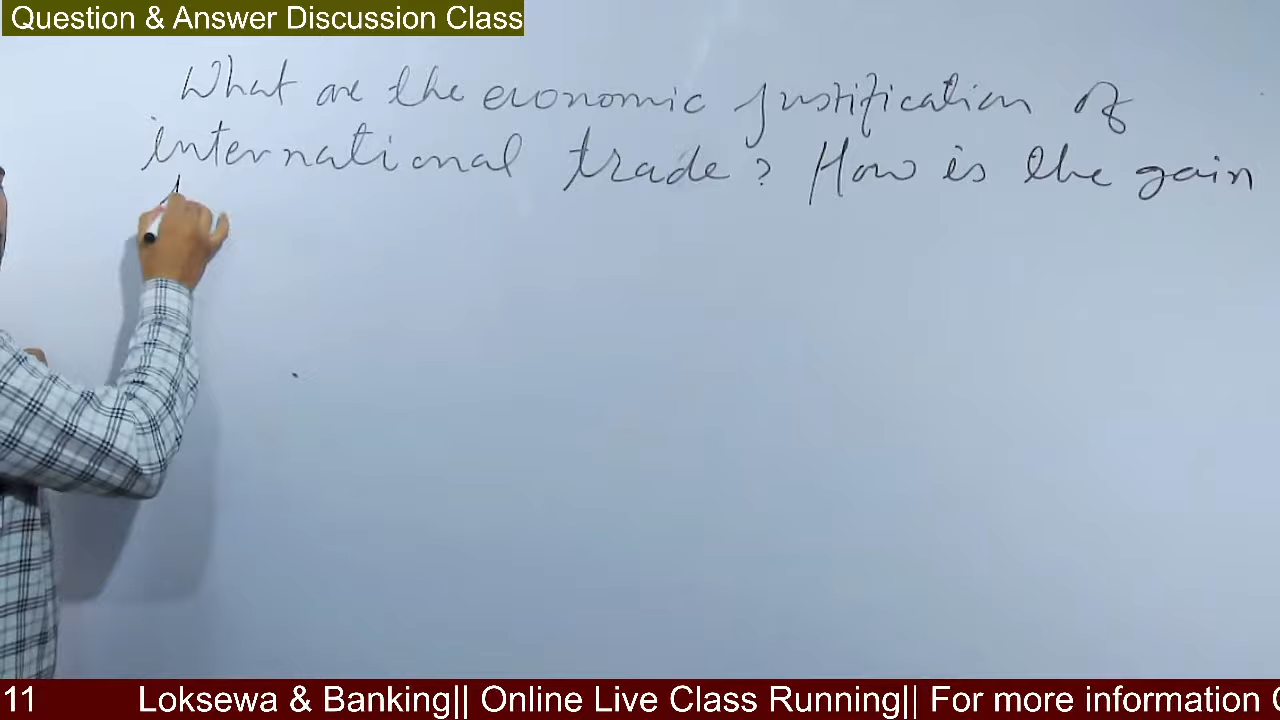 Question & Answer Discussion Class
What are the economic justification of
international trade? How is the gain
11 Loksewa & Banking|| Online Live Class Running|| For more information